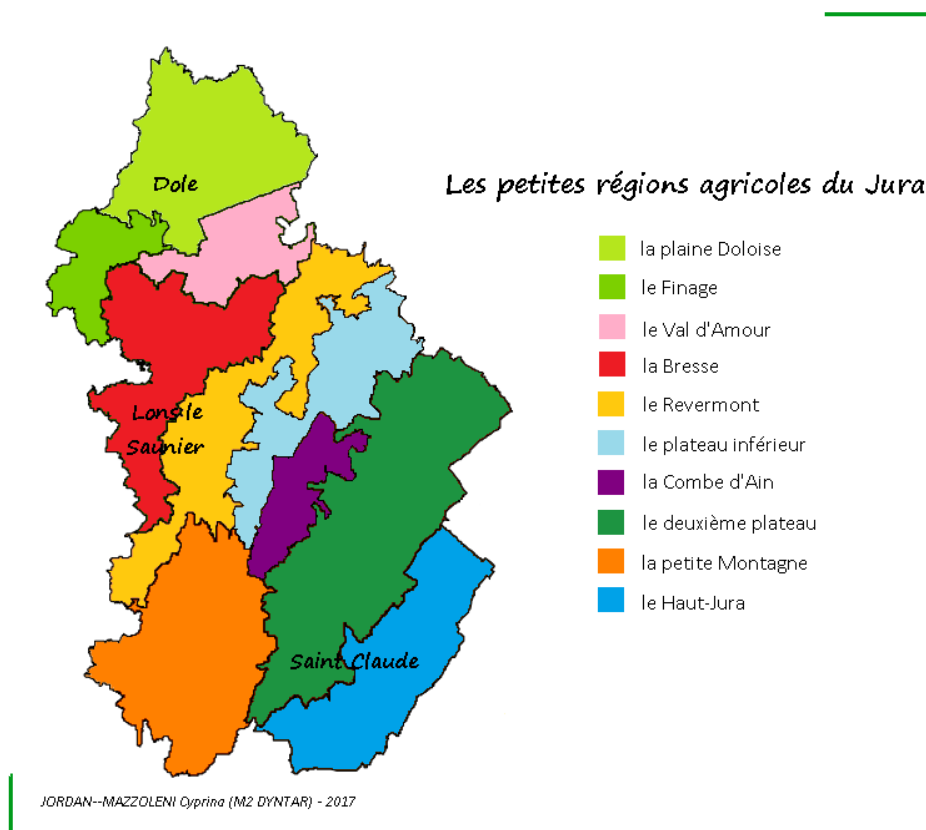 Dole
Les petites régions agricoles du Jura
la plaine Doloise
le Finage
le Val d'Amour
la Bresse
le Revermont
le plateau inférieur
la Combe d'Ain
le deuxième plateau
la petite Montagne
le Haut-Jura
Lons le
Saunier
Saint Claude
JORDAN--MAZZOLENI Cyprina (M2 DYNTAR) - 2017